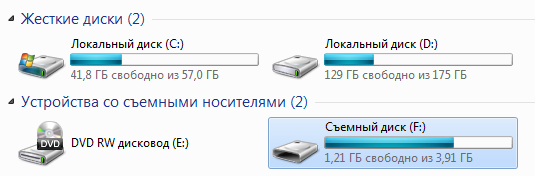 Жесткие диски (2)
Локальный диск (C:)
41,8 ГБ свободно из 57,0 ГБ
Локальный диск (D:)
129 ГБ свободно из 175 ГБ
Устройства со съемными носителями (2)
DVD
DVD RW дисковод (E:)
Съемный диск (F:)
1,21 ГБ свободно из 3,91 ГБ